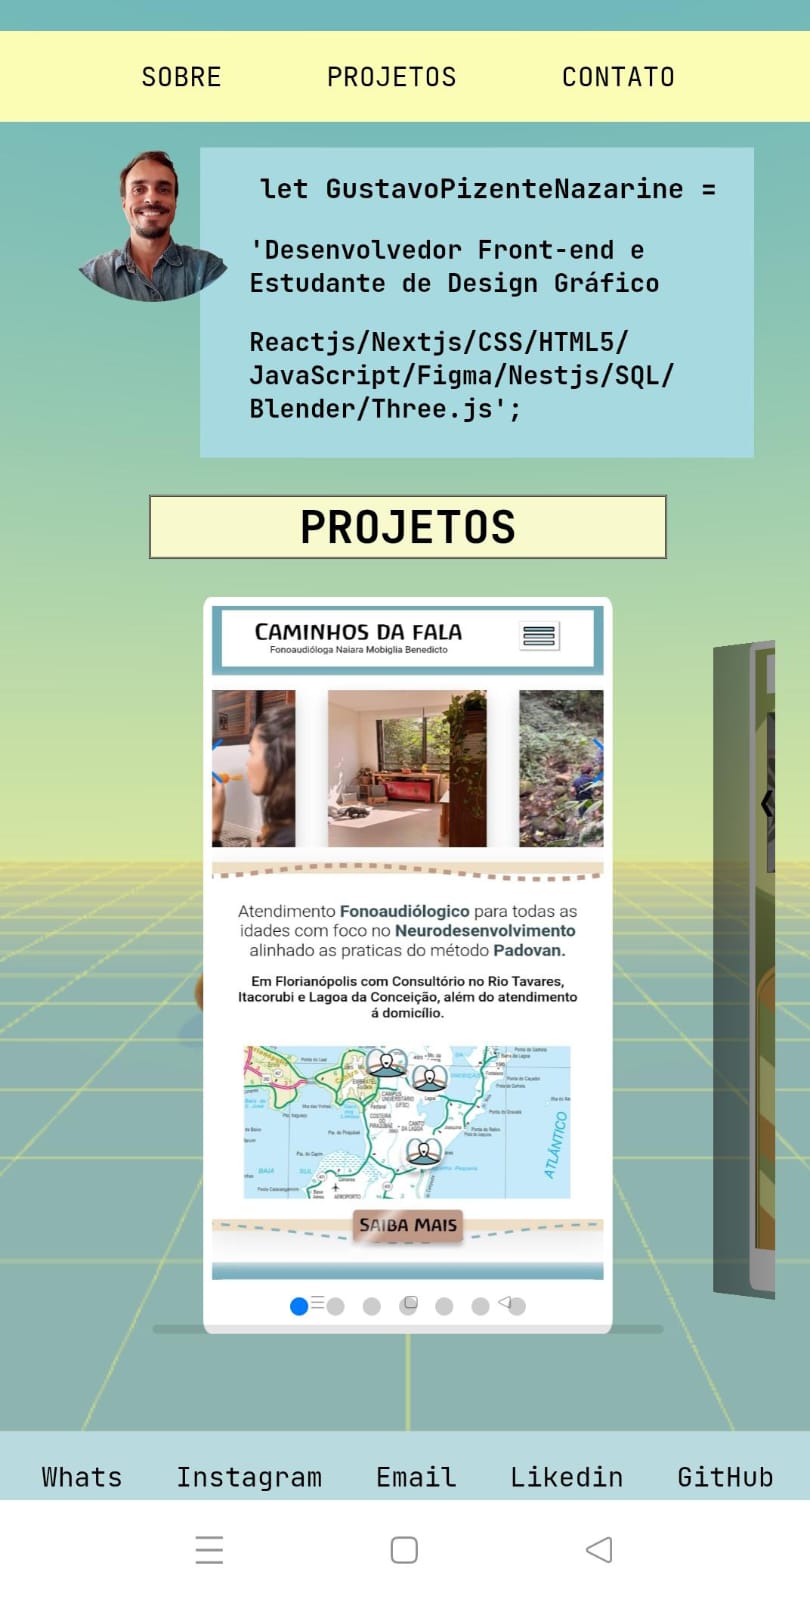 SOBRE PROJETOS CONTATO
let GustavoPizenteNazarine =
'Desenvolvedor Front-end e
Estudante de Design Gráfico
Reactjs/Nextjs/CSS/HTML5/
JavaScript/Figma/Nestjs/SQL/
Blender/Three.js';
PROJETOS
CAMINHOS DA FALA
Fonoaudióloga Naiara Mobiglia Benedicto
Atendimento Fonoaudiólogico para todas as
idades com foco no Neurodesenvolvimento
alinhado as praticas do método Padovan.
Em Florianópolis com Consultório no Rio Tavares,
Itacorubi e Lagoa da Conceição, além do atendimento
á domicílio.
ATLÂNTICO
BAIA SUL
SAIBA MAIS
Whats Instagram Email Likedin GitHub